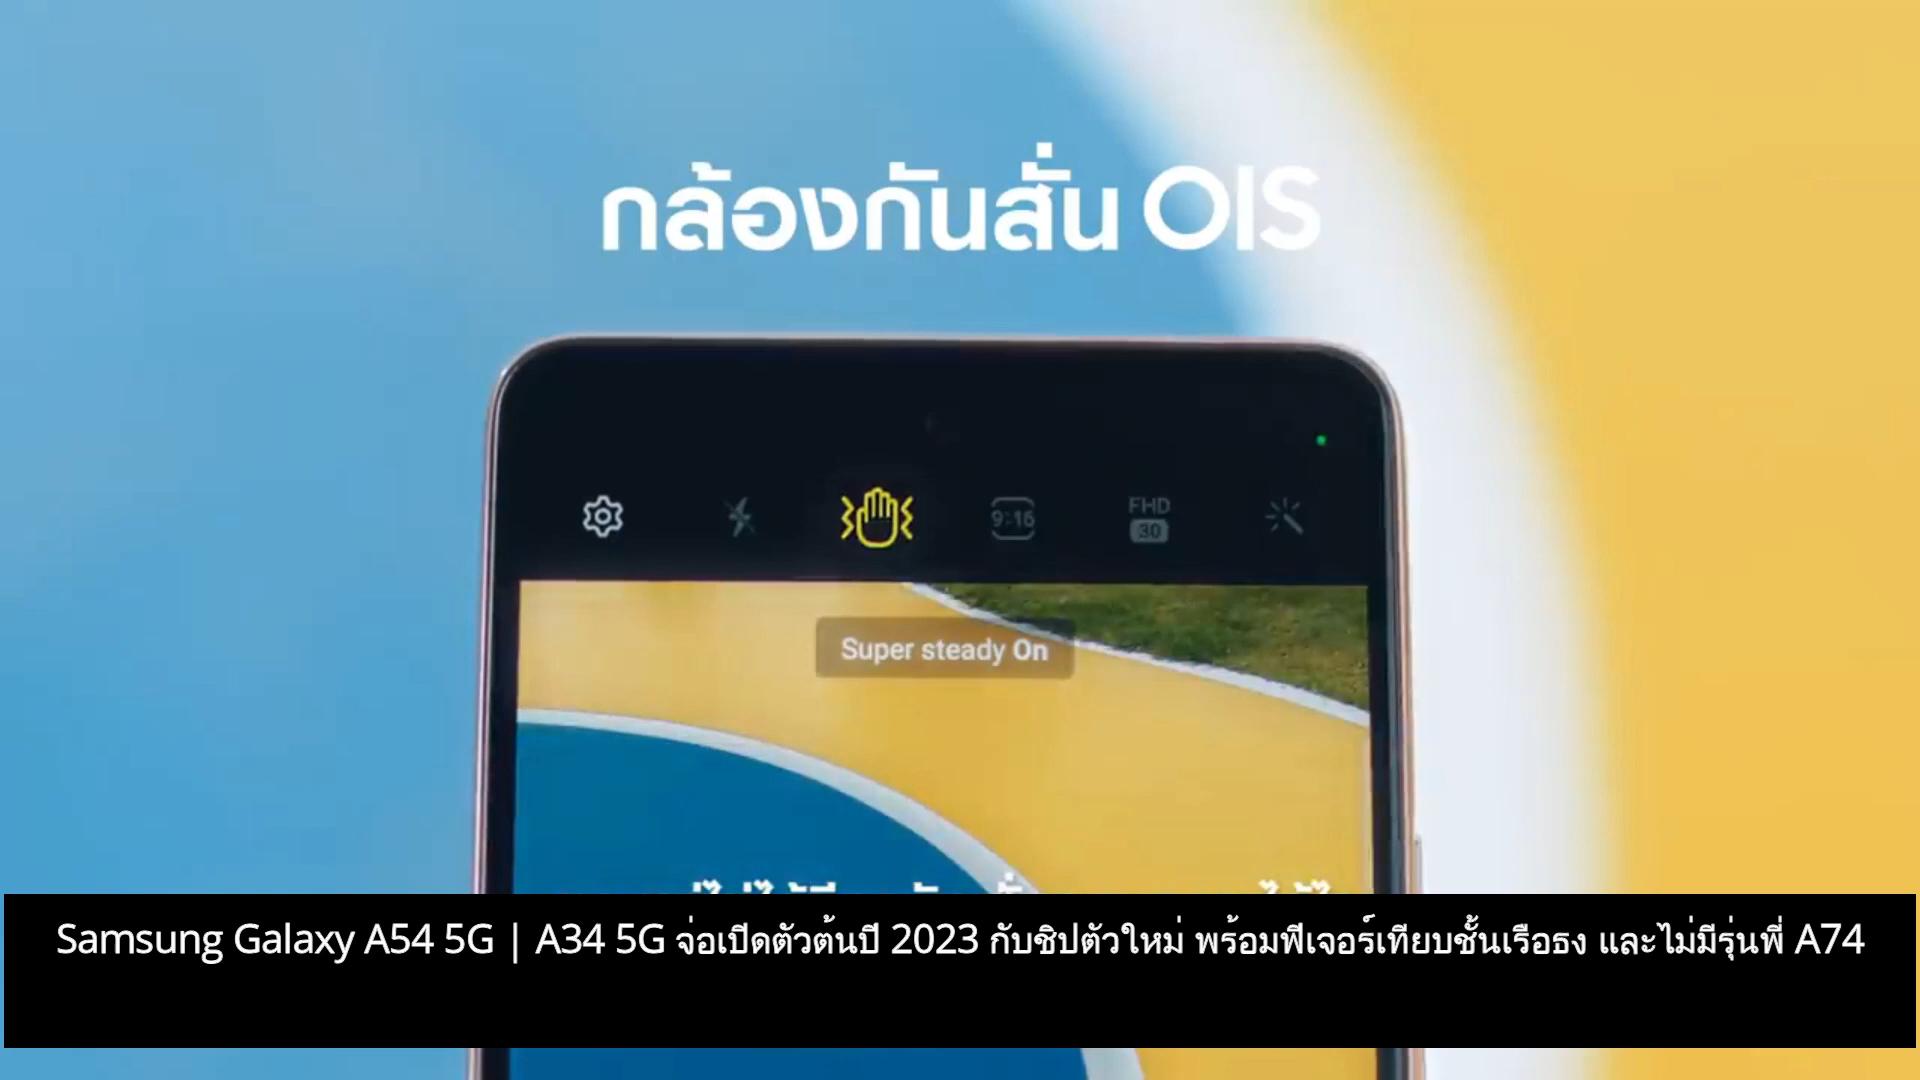 กล้องกันสั่น OIS
9:16
FHD
30
Super steady On
Samsung Galaxy A54 5G | A34 5G จ่อเปิดตัวต้นปี 2023 กับชิปตัวใหม่ พร้อมฟีเจอร์เทียบชั้นเรือธง และไม่มีรุ่นพี่ A74